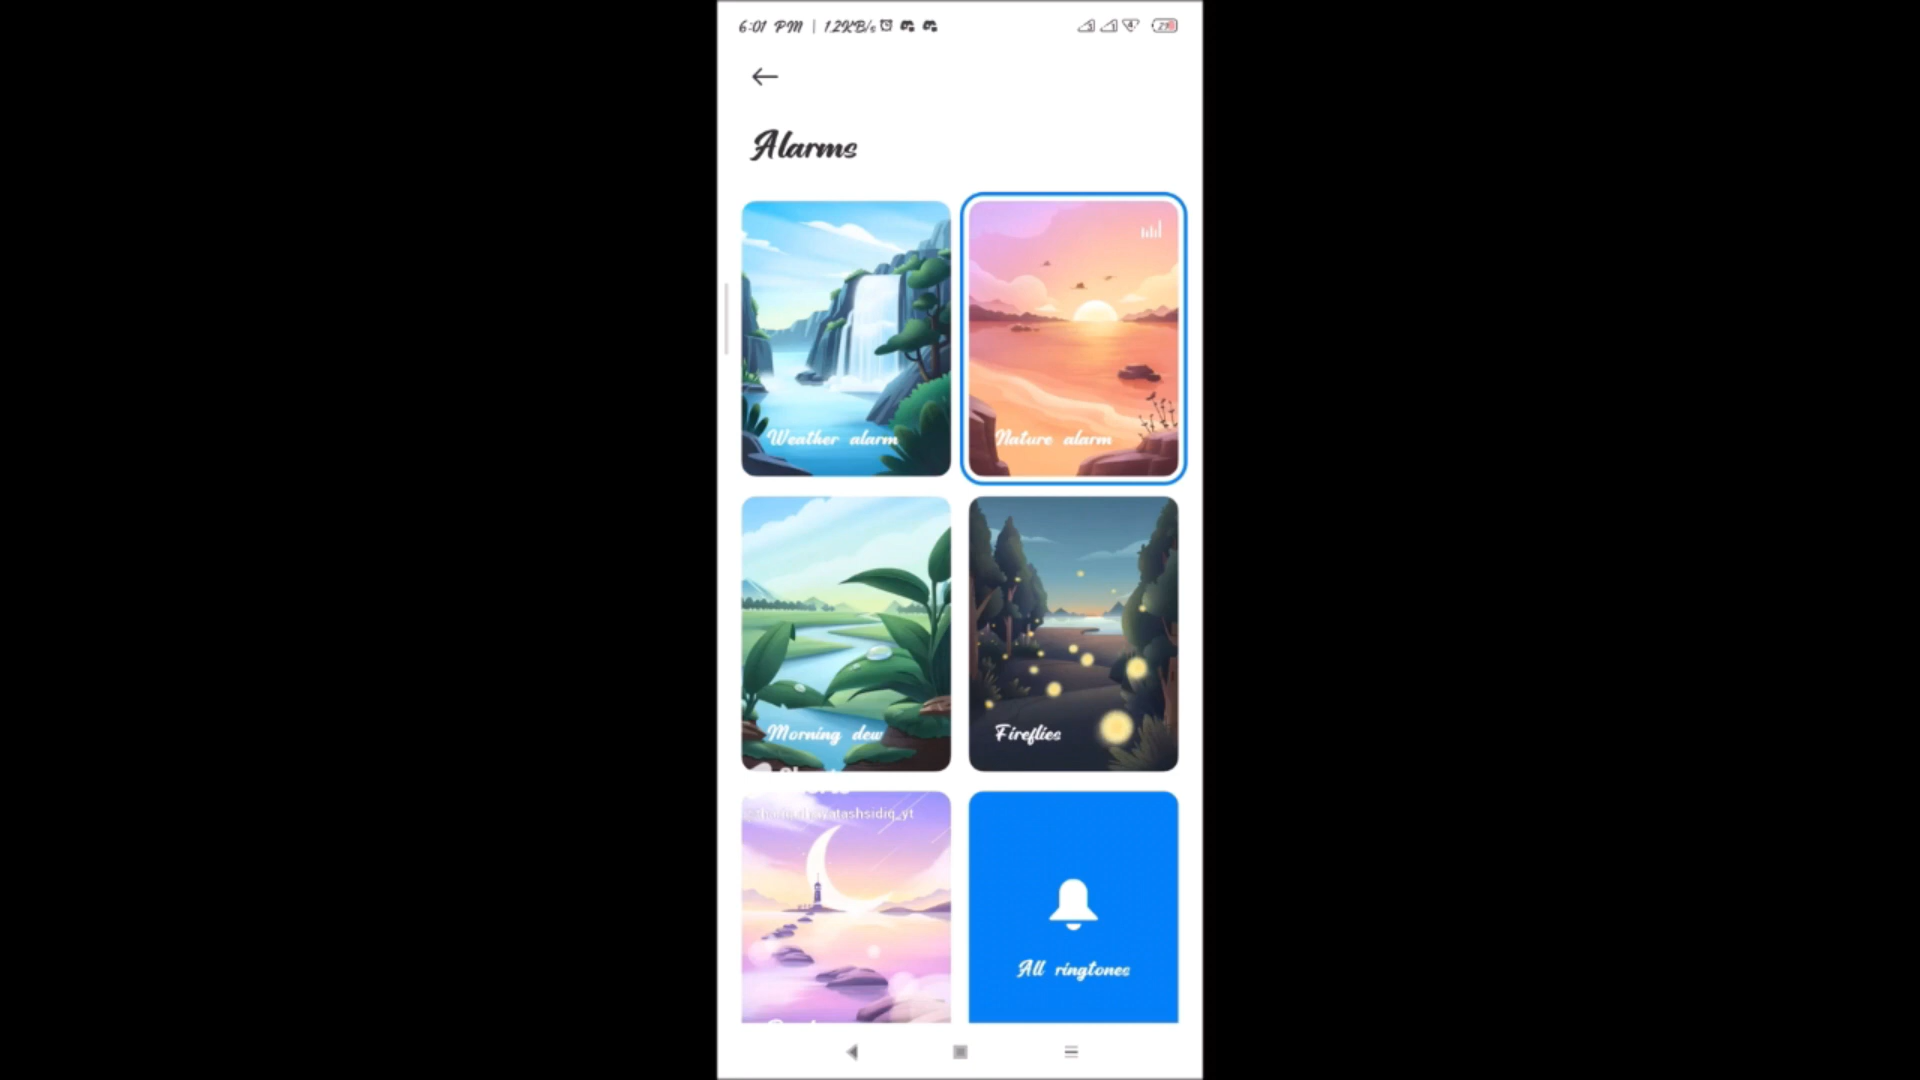 6:01 PM | 1.2KB/s
Alarms
Weather alarm
Nature alarm
Morning dew
Fireflies
All ringtones